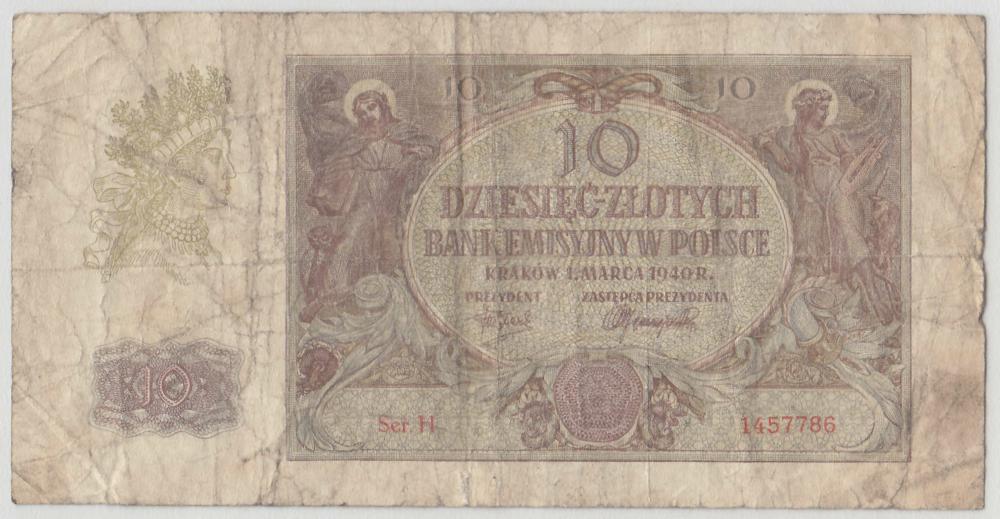 10 10
10
DZIESIĘĆ-ZŁOTYCH
BANK EMISYJNY W POLSCE
KRAKÓW 1. MARCA 1940 R.
PREZYDENT ZASTĘPCA PREZYDENTA
10
Ser H 1457786